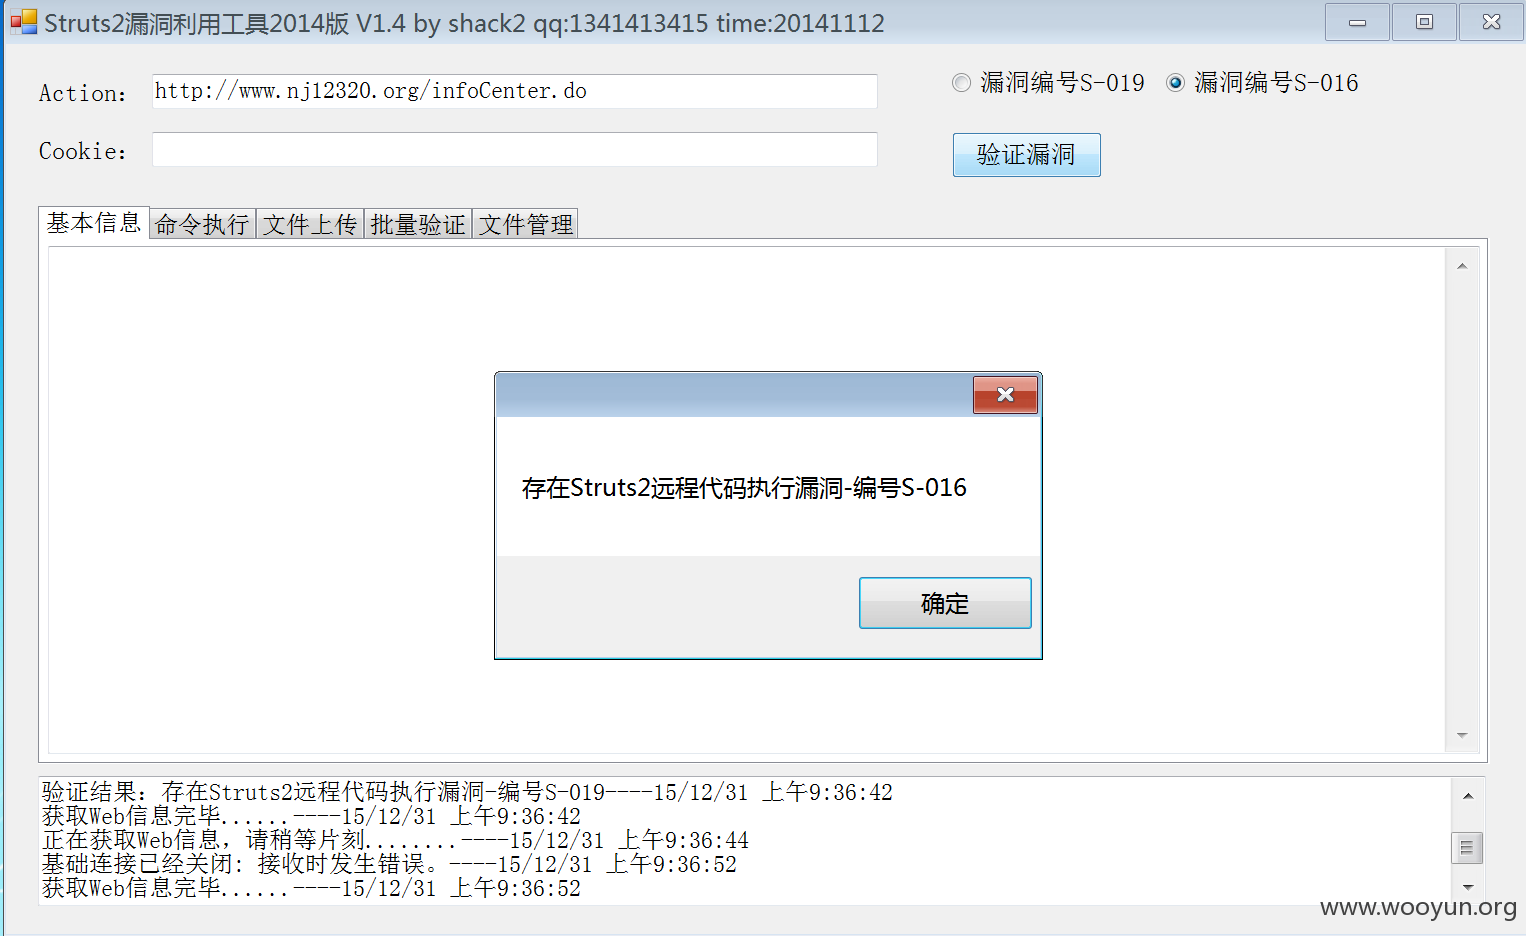 Struts2漏洞利用工具2014版 V1.4 by shack2 qq:1341413415 time:20141112
Action: http://www.nj12320.org/infoCenter.do
漏洞编号S-019 漏洞编号S-016
Cookie:
验证漏洞
基本信息 命令执行 文件上传 批量验证 文件管理
存在Struts2远程代码执行漏洞-编号S-016
确定
验证结果：存在Struts2远程代码执行漏洞-编号S-019----15/12/31 上午9:36:42
获取Web信息完毕......----15/12/31 上午9:36:42
正在获取Web信息，请稍等片刻........----15/12/31 上午9:36:44
基础连接已经关闭: 接收时发生错误。----15/12/31 上午9:36:52
获取Web信息完毕......----15/12/31 上午9:36:52
www.wooyun.org